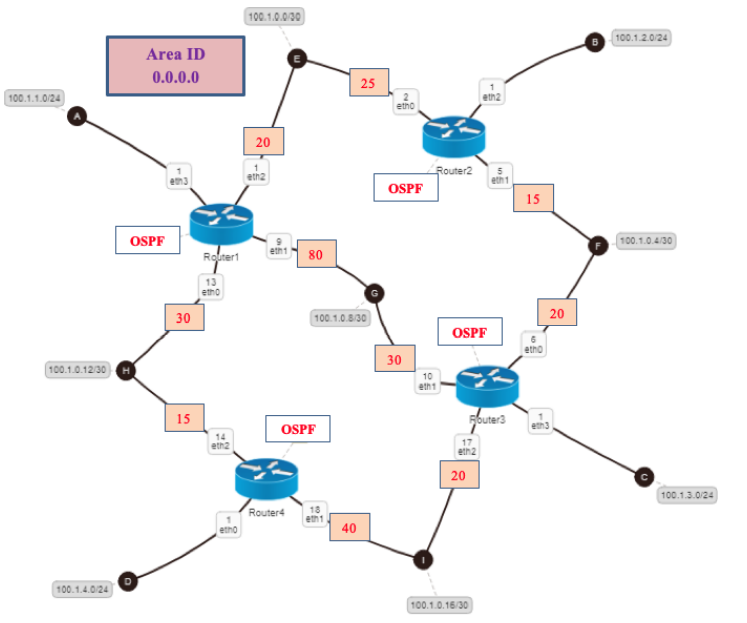 100.1.0.0/30
Area ID
0.0.0.0
E
B
100.1.2.0/24
25
100.1.1.0/24
A
2
eth0
1
eth2
20
Router2
1
eth3
1
eth2
5
eth1
OSPF
15
OSPF
Router1
9
eth1
80
F
100.1.0.4/30
13
eth0
G
100.1.0.8/30
30
20
OSPF
6
eth0
30
H
100.1.0.12/30
10
eth1
15
Router3
1
eth3
OSPF
14
eth2
17
eth2
20
C
100.1.3.0/24
Router4
18
eth1
1
eth0
40
I
D
100.1.4.0/24
100.1.0.16/30